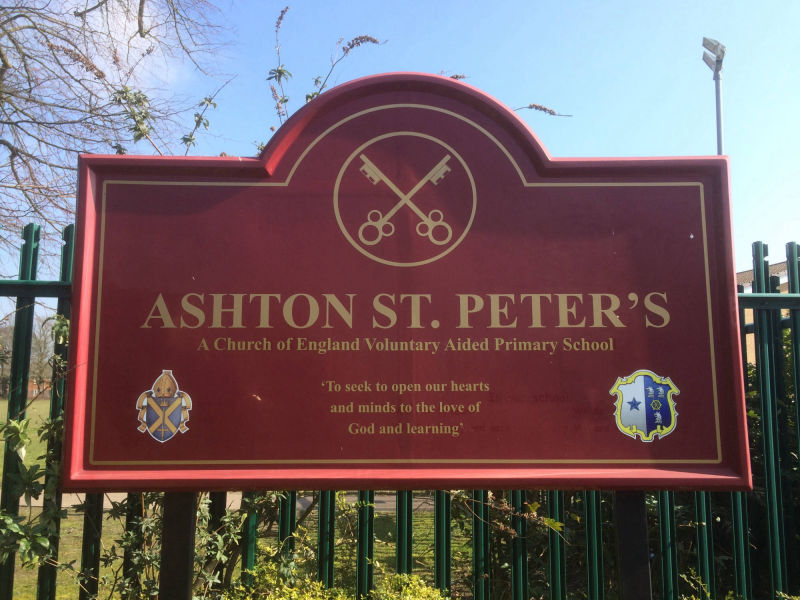 ASHTON ST. PETER'S
A Church of England Voluntary Aided Primary School
'To seek to open our hearts
and minds to the love of
God and learning'